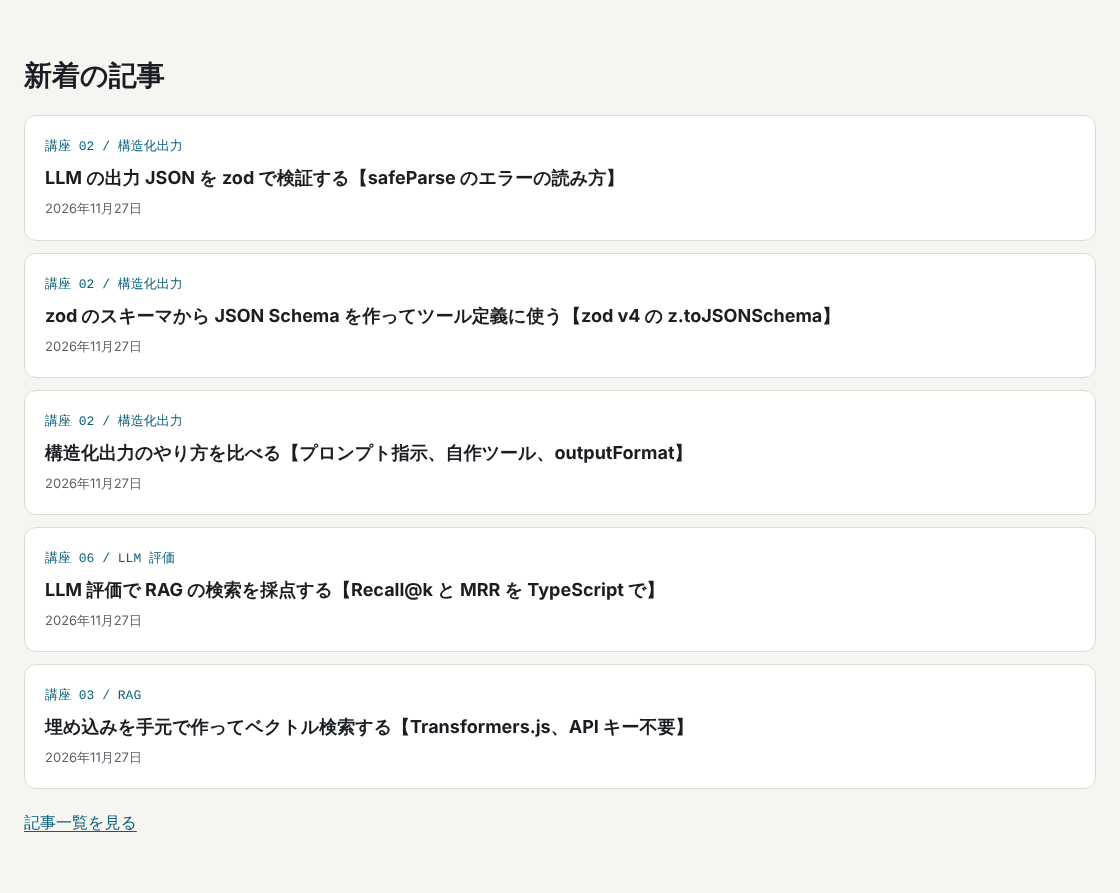 新着の記事
講座 02 / 構造化出力
LLM の出力 JSON を zod で検証する【safeParse のエラーの読み方】
2026年11月27日
講座 02 / 構造化出力
zod のスキーマから JSON Schema を作ってツール定義に使う【zod v4 の z.toJSONSchema】
2026年11月27日
講座 02 / 構造化出力
構造化出力のやり方を比べる【プロンプト指示、自作ツール、outputFormat】
2026年11月27日
講座 06 / LLM 評価
LLM 評価で RAG の検索を採点する【Recall@k と MRR を TypeScript で】
2026年11月27日
講座 03 / RAG
埋め込みを手元で作ってベクトル検索する【Transformers.js、API キー不要】
2026年11月27日
記事一覧を見る